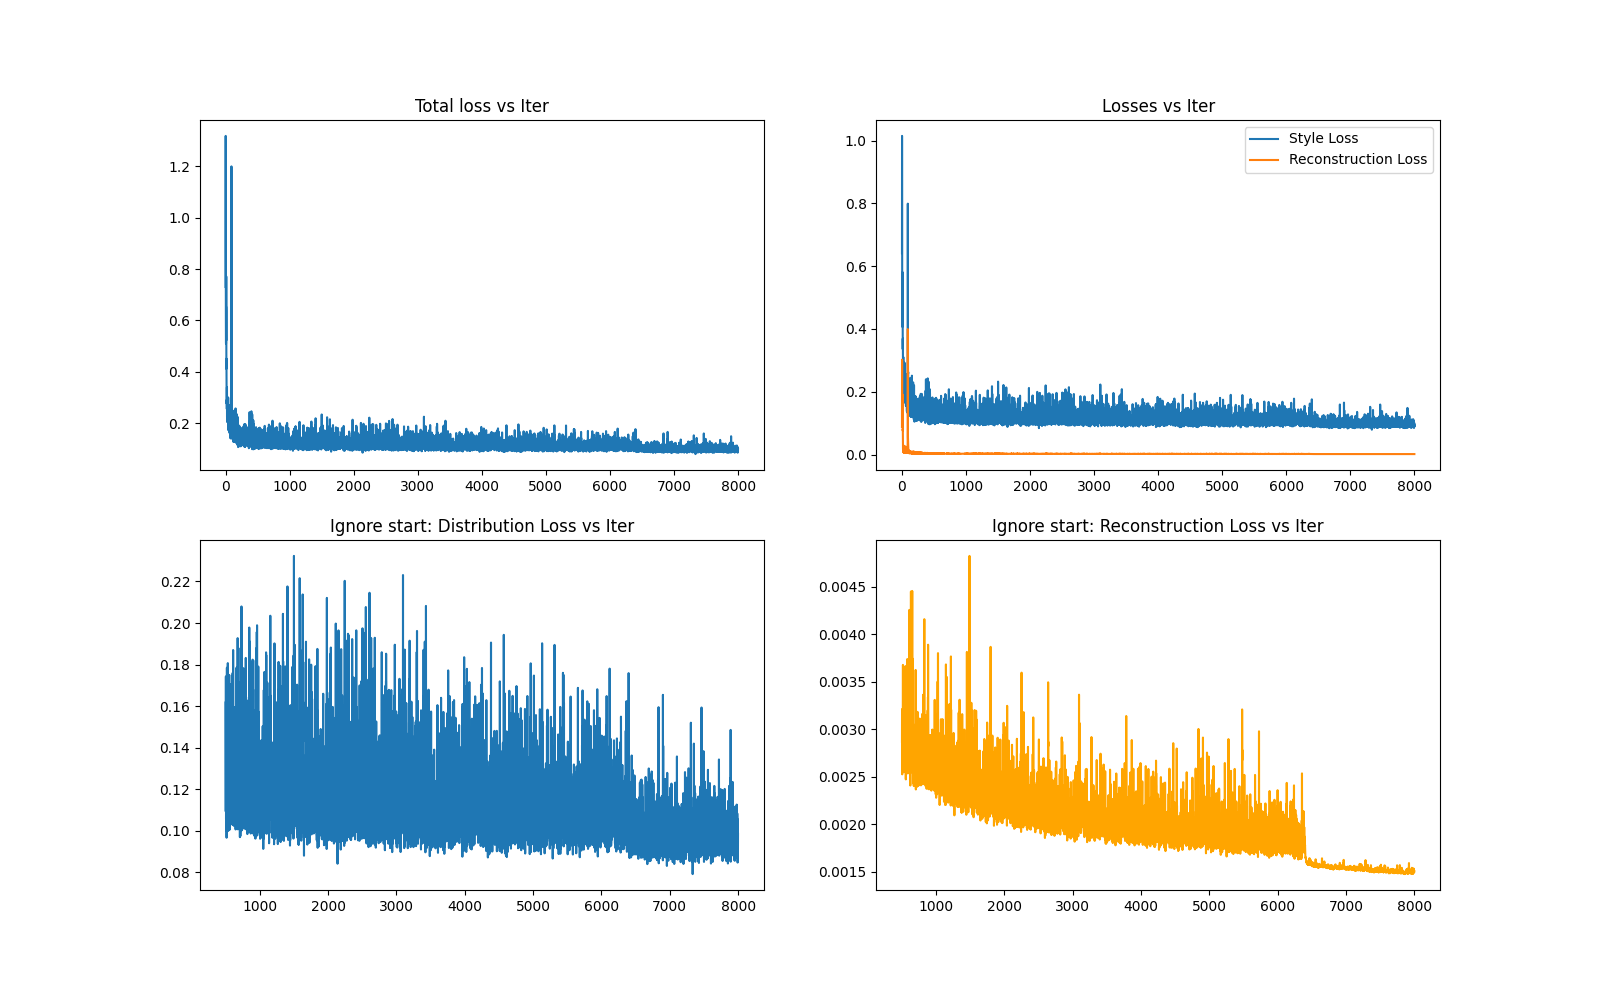 Total loss vs Iter
1.2
1.0
0.8
0.6
0.4
0.2
0 1000 2000 3000 4000 5000 6000 7000 8000
Losses vs Iter
Style Loss
Reconstruction Loss
1.0
0.8
0.6
0.4
0.2
0.0
0 1000 2000 3000 4000 5000 6000 7000 8000
Ignore start: Distribution Loss vs Iter
0.22
0.20
0.18
0.16
0.14
0.12
0.10
0.08
1000 2000 3000 4000 5000 6000 7000 8000
Ignore start: Reconstruction Loss vs Iter
0.0045
0.0040
0.0035
0.0030
0.0025
0.0020
0.0015
1000 2000 3000 4000 5000 6000 7000 8000